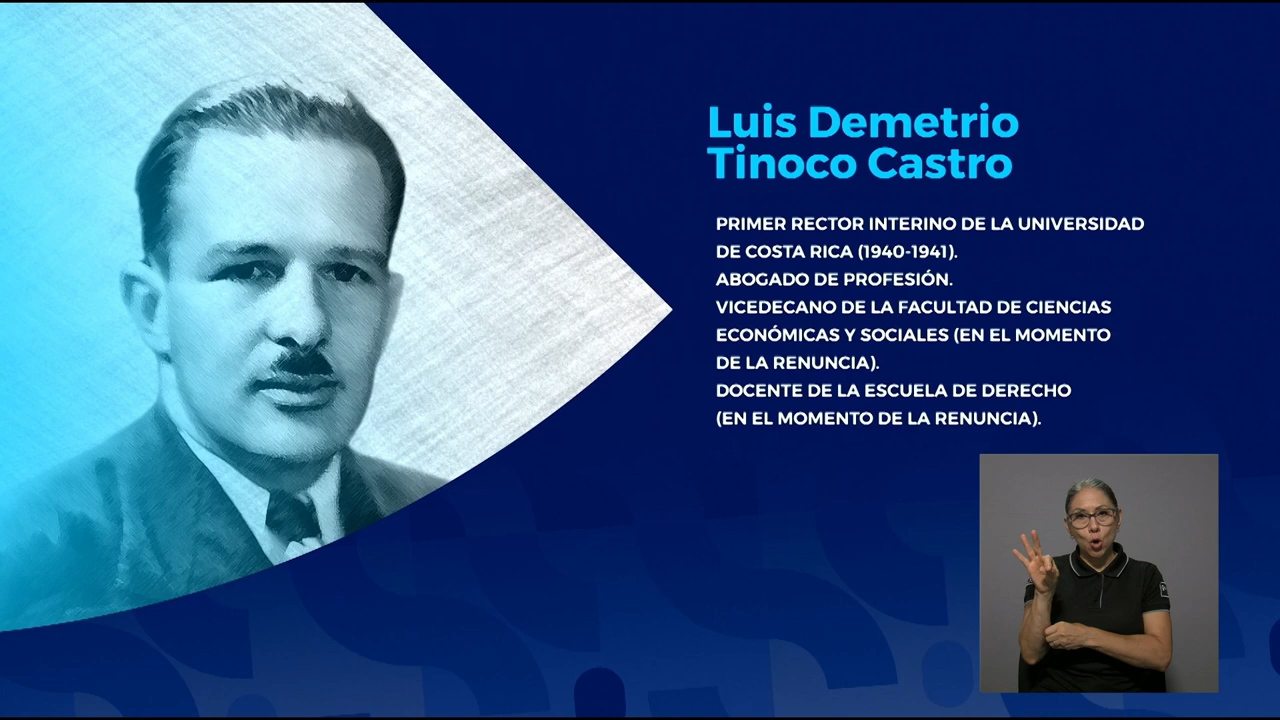 Luis Demetrio
Tinoco Castro
PRIMER RECTOR INTERINO DE LA UNIVERSIDAD
DE COSTA RICA (1940-1941).
ABOGADO DE PROFESIÓN.
VICEDECANO DE LA FACULTAD DE CIENCIAS
ECONÓMICAS Y SOCIALES (EN EL MOMENTO
DE LA RENUNCIA).
DOCENTE DE LA ESCUELA DE DERECHO
(EN EL MOMENTO DE LA RENUNCIA).